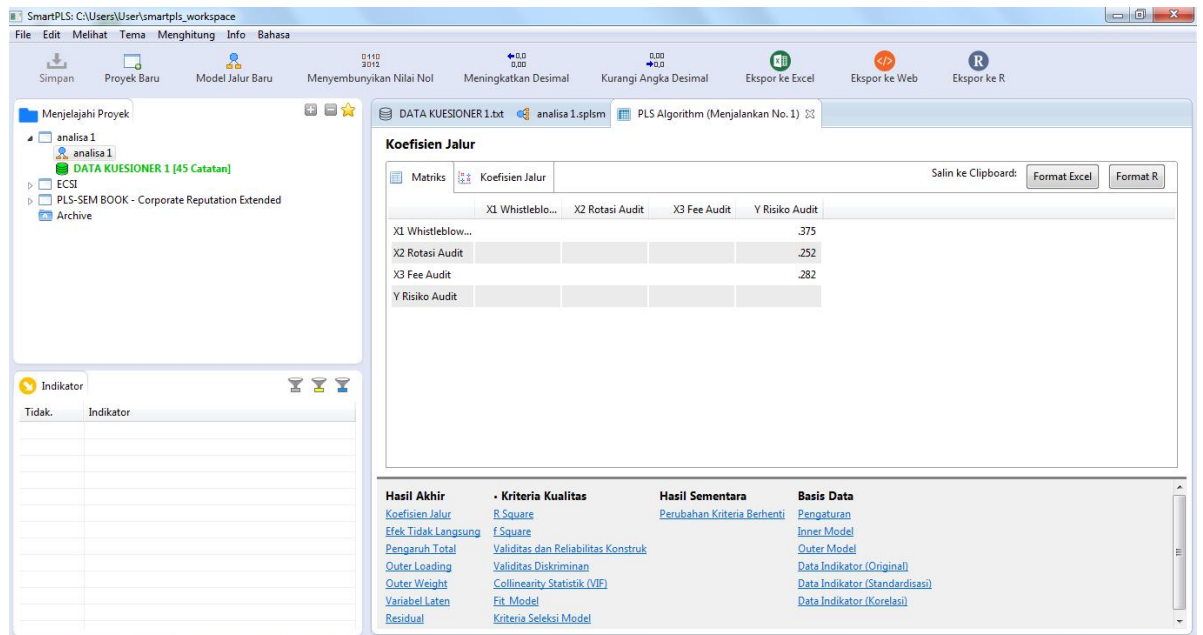 SmartPLS: C:\Users\User\smartpls_workspace
File Edit Melihat Tema Menghitung Info Bahasa
Simpan Proyek Baru Model Jalur Baru Menyembunyikan Nilai Nol Meningkatkan Desimal Kurangi Angka Desimal Ekspor ke Excel Ekspor ke Web Ekspor ke R
Menjelajahi Proyek
analisa 1
analisa 1
DATA KUESIONER 1 [45 Catatan]
ECSI
PLS-SEM BOOK - Corporate Reputation Extended
Archive
Indikator
Tidak. Indikator
DATA KUESIONER 1.txt analisa 1.splsm PLS Algorithm (Menjalankan No. 1)
Koefisien Jalur
Matriks Koefisien Jalur Salin ke Clipboard: Format Excel Format R
X1 Whistleblo... X2 Rotasi Audit X3 Fee Audit Y Risiko Audit
X1 Whistleblow... .375
X2 Rotasi Audit .252
X3 Fee Audit .282
Y Risiko Audit
Hasil Akhir
Koefisien Jalur
Efek Tidak Langsung
Pengaruh Total
Outer Loading
Outer Weight
Variabel Laten
Residual
· Kriteria Kualitas
R Square
f Square
Validitas dan Reliabilitas Konstruk
Validitas Diskriminan
Collinearity Statistik (VIF)
Fit Model
Kriteria Seleksi Model
Hasil Sementara
Perubahan Kriteria Berhenti
Basis Data
Pengaturan
Inner Model
Outer Model
Data Indikator (Original)
Data Indikator (Standardisasi)
Data Indikator (Korelasi)